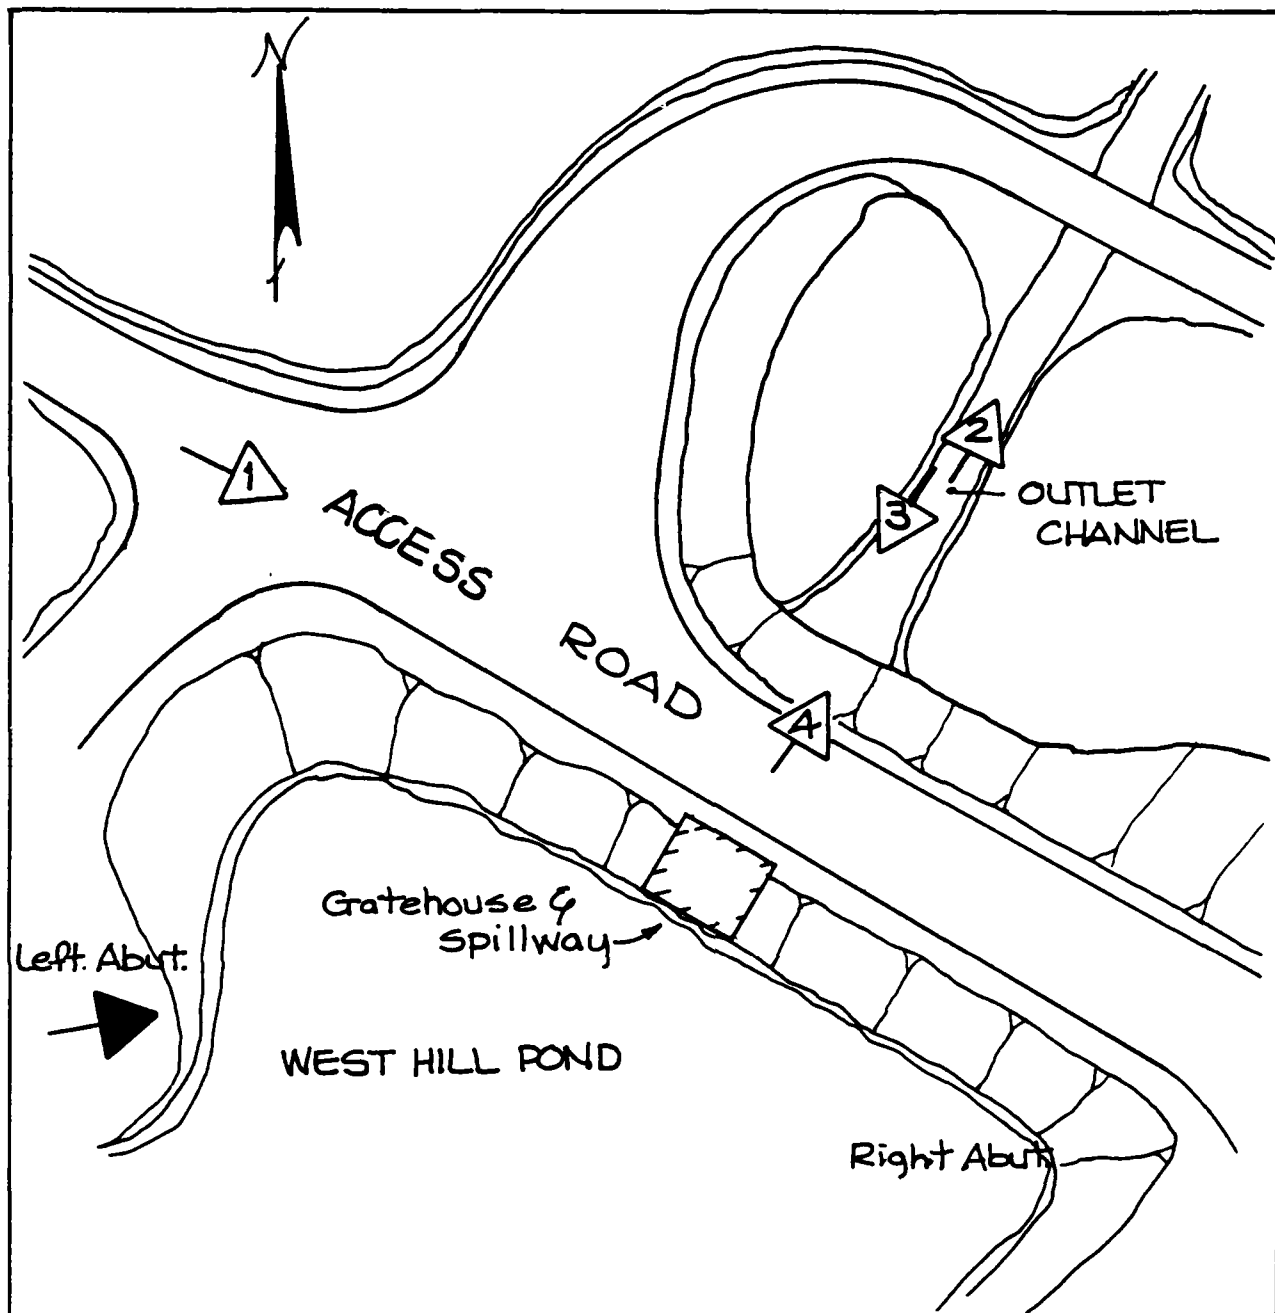 N
1
ACCESS
ROAD
2
3
OUTLET
CHANNEL
4
Gatehouse &
Spillway
Left. Abut.
WEST HILL POND
Right Abut.